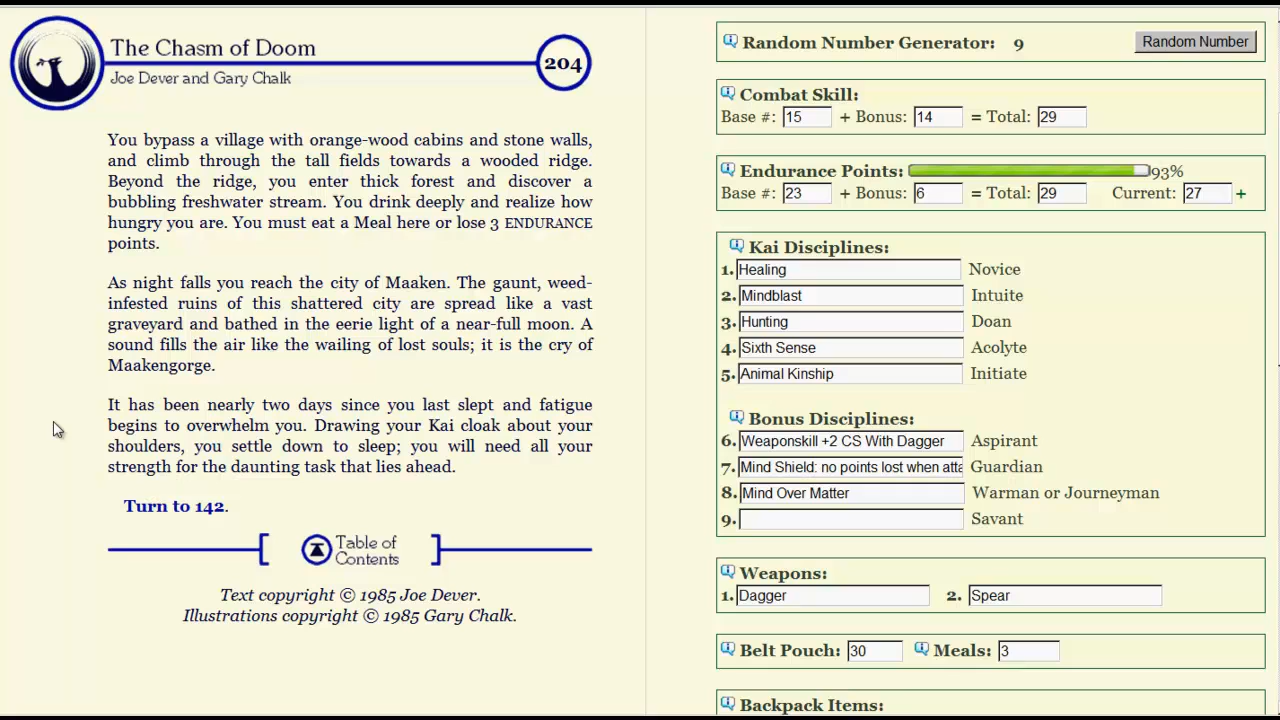 The Chasm of Doom
Joe Dever and Gary Chalk
204
You bypass a village with orange-wood cabins and stone walls,
and climb through the tall fields towards a wooded ridge.
Beyond the ridge, you enter thick forest and discover a
bubbling freshwater stream. You drink deeply and realize how
hungry you are. You must eat a Meal here or lose 3 ENDURANCE
points.
As night falls you reach the city of Maaken. The gaunt, weed-
infested ruins of this shattered city are spread like a vast
graveyard and bathed in the eerie light of a near-full moon. A
sound fills the air like the wailing of lost souls; it is the cry of
Maakengorge.
It has been nearly two days since you last slept and fatigue
begins to overwhelm you. Drawing your Kai cloak about your
shoulders, you settle down to sleep; you will need all your
strength for the daunting task that lies ahead.
Turn to 142.
Table of
Contents
Text copyright © 1985 Joe Dever.
Illustrations copyright © 1985 Gary Chalk.
Random Number Generator: 9 Random Number
Combat Skill:
Base #: 15 + Bonus: 14 = Total: 29
Endurance Points: 93%
Base #: 23 + Bonus: 6 = Total: 29 Current: 27 +
Kai Disciplines:
1. Healing Novice
2. Mindblast Intuite
3. Hunting Doan
4. Sixth Sense Acolyte
5. Animal Kinship Initiate
Bonus Disciplines:
6. Weaponskill +2 CS With Dagger Aspirant
7. Mind Shield: no points lost when atta Guardian
8. Mind Over Matter Warman or Journeyman
9. Savant
Weapons:
1. Dagger 2. Spear
Belt Pouch: 30 Meals: 3
Backpack Items: